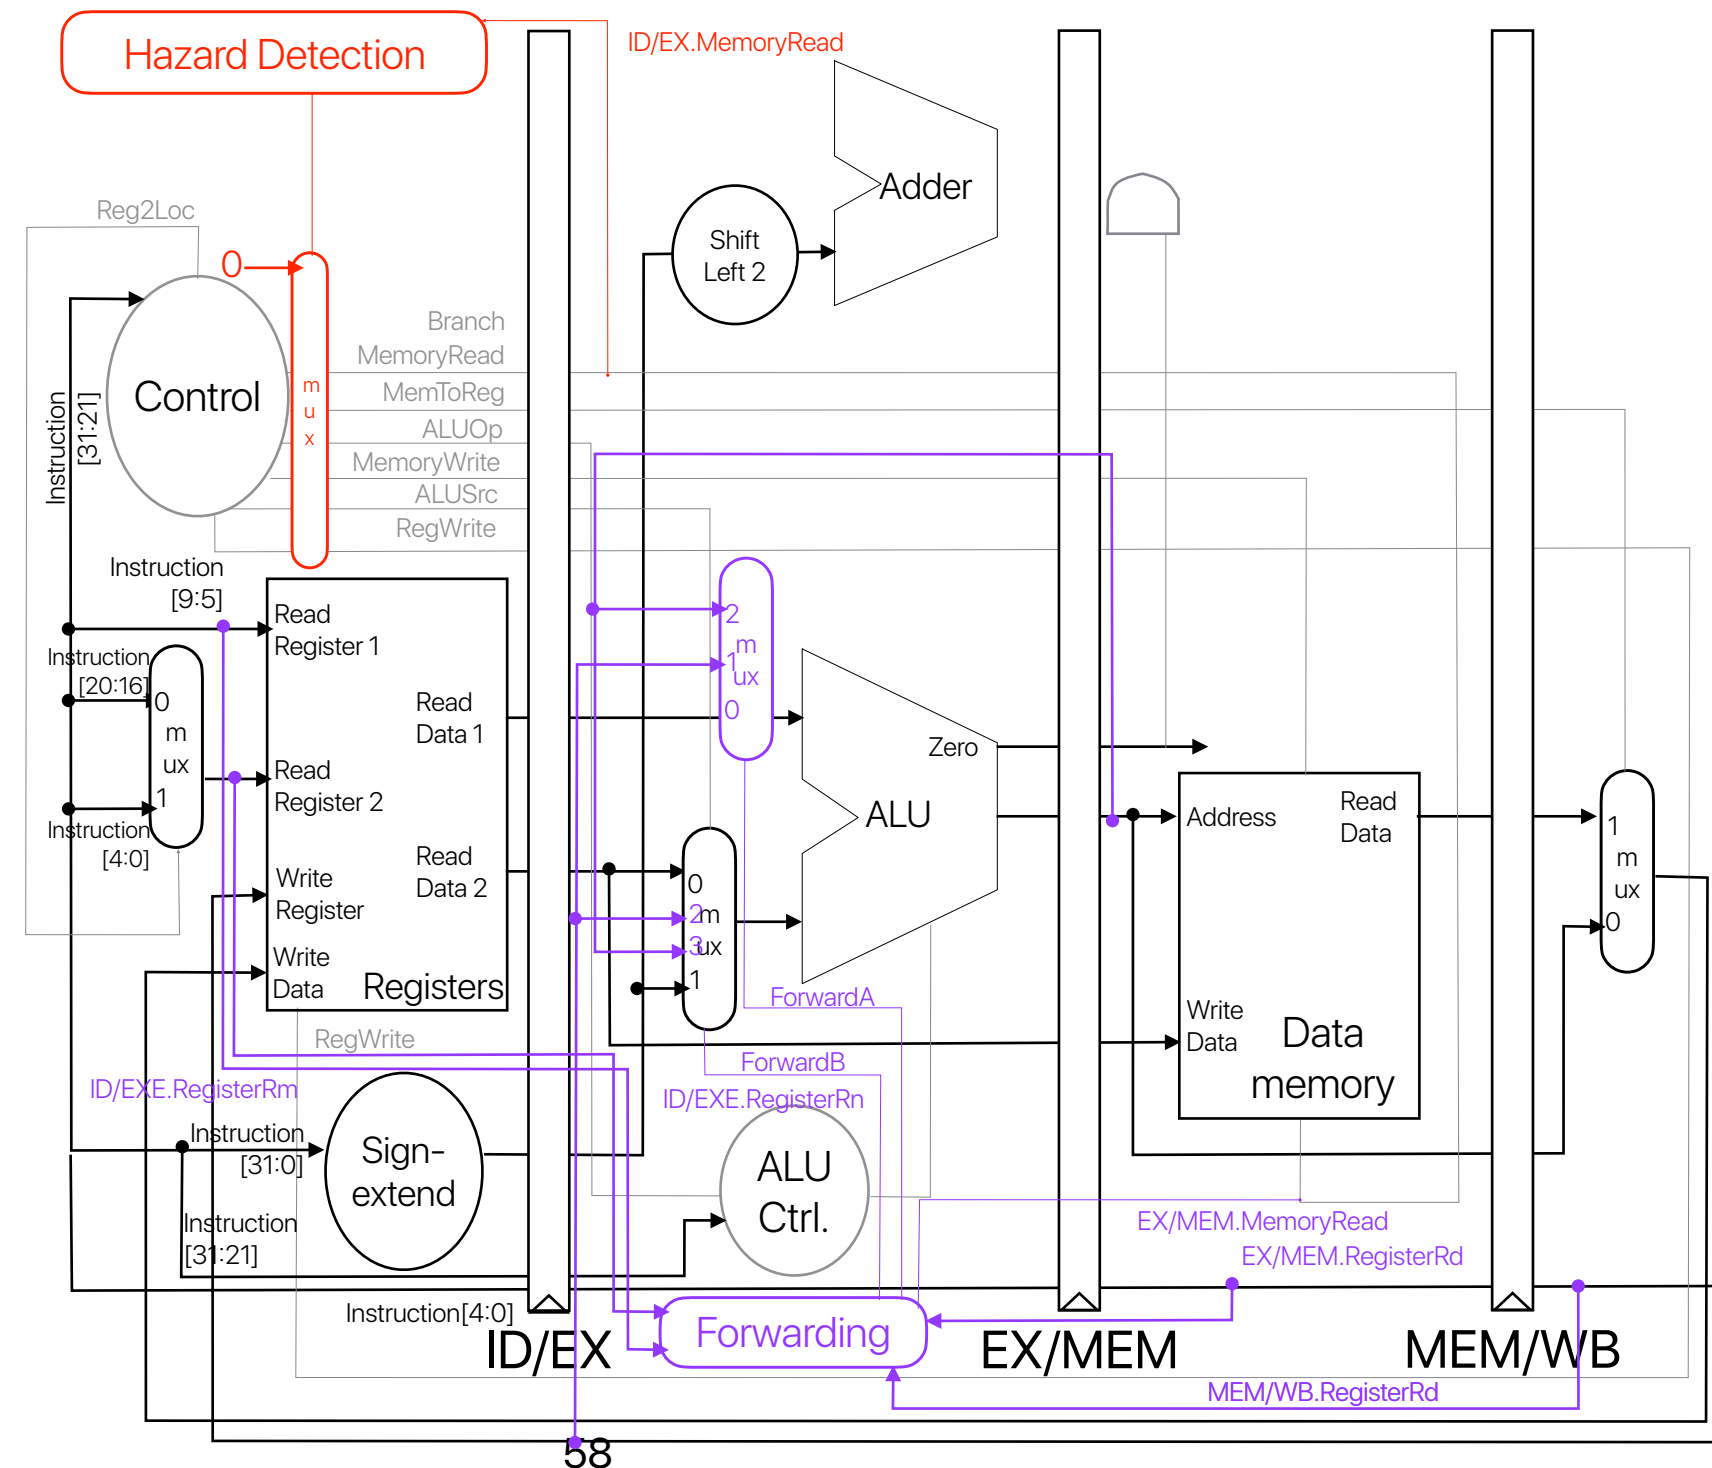 Hazard Detection
ID/EX.MemoryRead
Adder
Reg2Loc
Shift
Left 2
0
Branch
MemoryRead
MemToReg
ALUOp
MemoryWrite
ALUSrc
RegWrite
Control
m
u
x
Instruction
[31:21]
Instruction
[9:5]
Instruction
[20:16]
0
m
ux
1
Instruction
[4:0]
Read
Register 1
Read
Data 1
Read
Register 2
Read
Data 2
Write
Register
Write
Data
Registers
RegWrite
2
m
1
ux
0
0
2
m
3
ux
1
Zero
ALU
Address
Read
Data
Write
Data
Data
memory
1
m
ux
0
ForwardA
ForwardB
ID/EXE.RegisterRm
ID/EXE.RegisterRn
Instruction
[31:0]
Sign-
extend
ALU
Ctrl.
Instruction
[31:21]
EX/MEM.MemoryRead
EX/MEM.RegisterRd
Instruction[4:0]
Forwarding
ID/EX
EX/MEM
MEM/WB
MEM/WB.RegisterRd
58